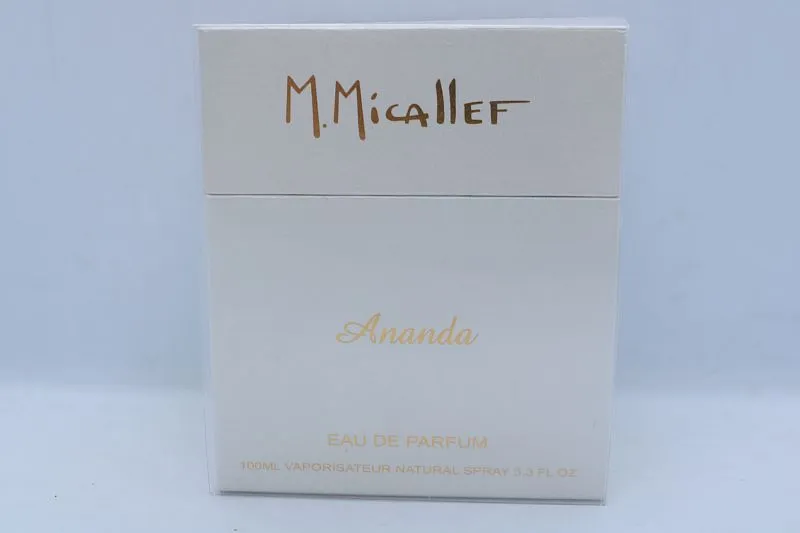 M.Micallef
Ananda
EAU DE PARFUM
100ML VAPORISATEUR NATURAL SPRAY 3.3 FL OZ